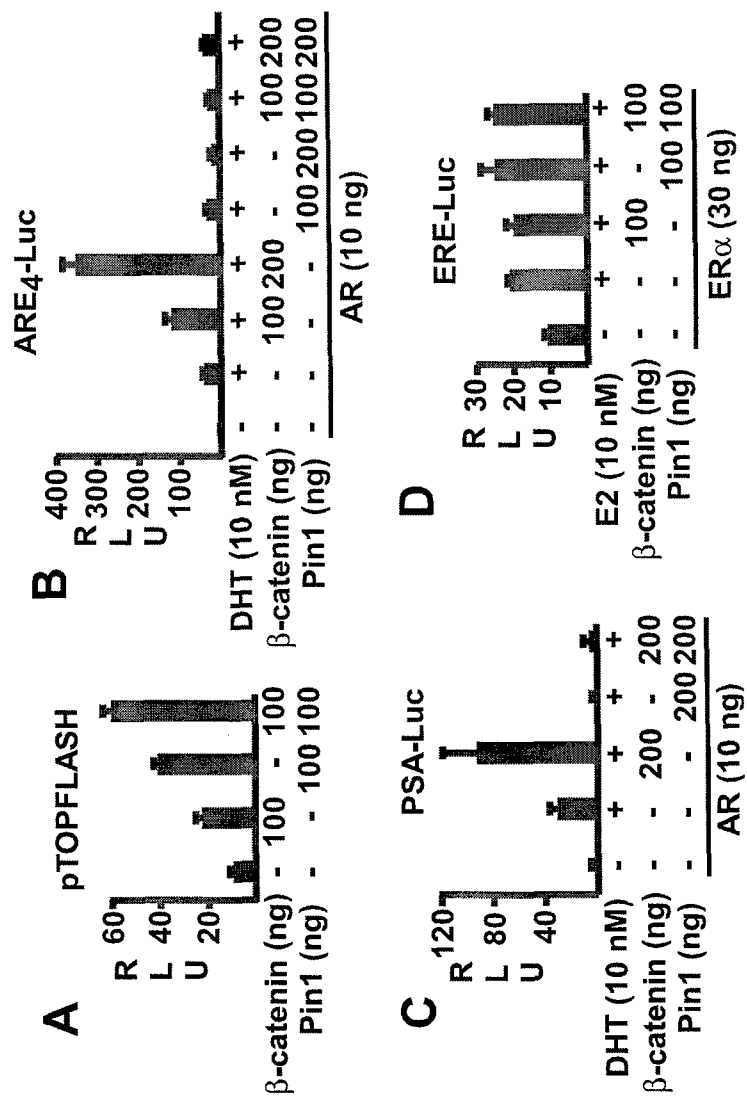 A
pTOPFLASH
60
40
20
R
L
U
β-catenin (ng) - 100 - 100
Pin1 (ng) - - 100 100
B
ARE4-Luc
400
300
200
100
R
L
U
DHT (10 nM) - + + + + + + +
β-catenin (ng) - - 100 200 - - 100 200
Pin1 (ng) - - - - 100 200 100 200
AR (10 ng)
C
PSA-Luc
120
80
40
R
L
U
DHT (10 nM) - + + + +
β-catenin (ng) - - 200 - 200
Pin1 (ng) - - - 200 200
AR (10 ng)
D
ERE-Luc
30
20
10
R
L
U
E2 (10 nM) - + + + +
β-catenin (ng) - - 100 - 100
Pin1 (ng) - - - 100 100
ERα (30 ng)